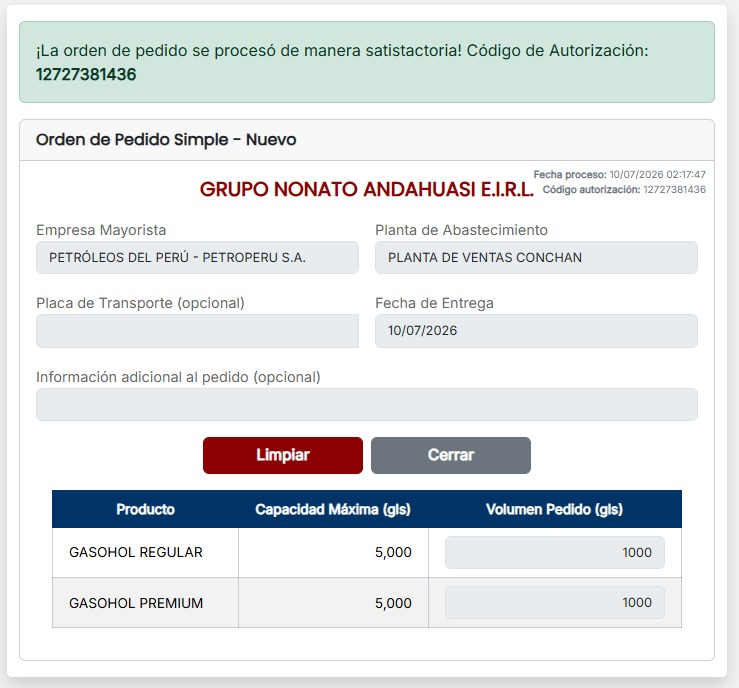 ¡La orden de pedido se procesó de manera satistactoria! Código de Autorización:
12727381436
Orden de Pedido Simple - Nuevo
Fecha proceso: 10/07/2026 02:17:47
GRUPO NONATO ANDAHUASI E.I.R.L.
Código autorización: 12727381436
Empresa Mayorista
Planta de Abastecimiento
PETRÓLEOS DEL PERÚ - PETROPERU S.A.
PLANTA DE VENTAS CONCHAN
Placa de Transporte (opcional)
Fecha de Entrega
10/07/2026
Información adicional al pedido (opcional)
Limpiar
Cerrar
Producto
Capacidad Máxima (gls)
Volumen Pedido (gls)
GASOHOL REGULAR
5,000
1000
GASOHOL PREMIUM
5,000
1000